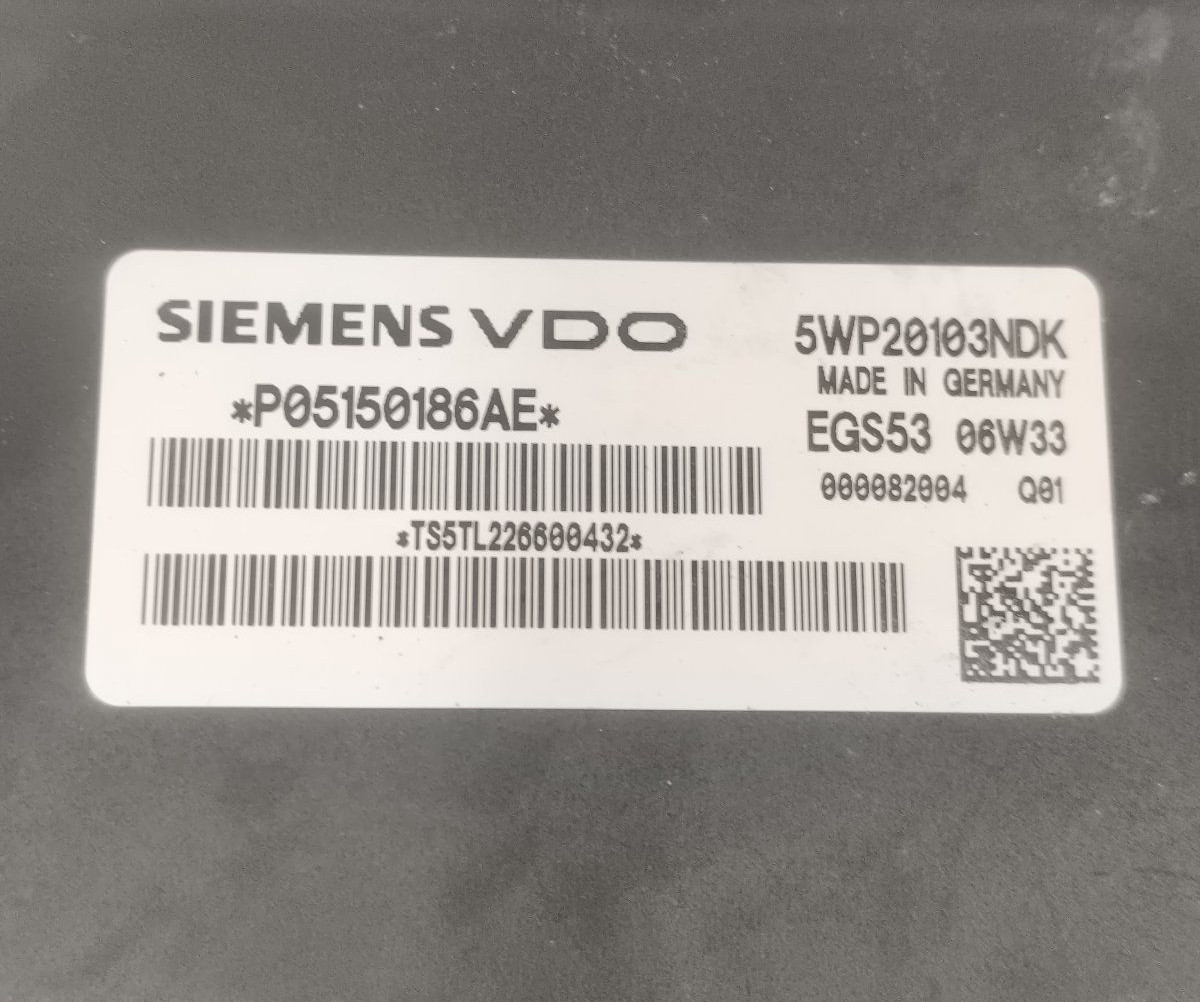 SIEMENS VDO
*P05150186AE*
*TS5TL226600432*
5WP20103NDK
MADE IN GERMANY
EGS53 06W33
000082004 Q01